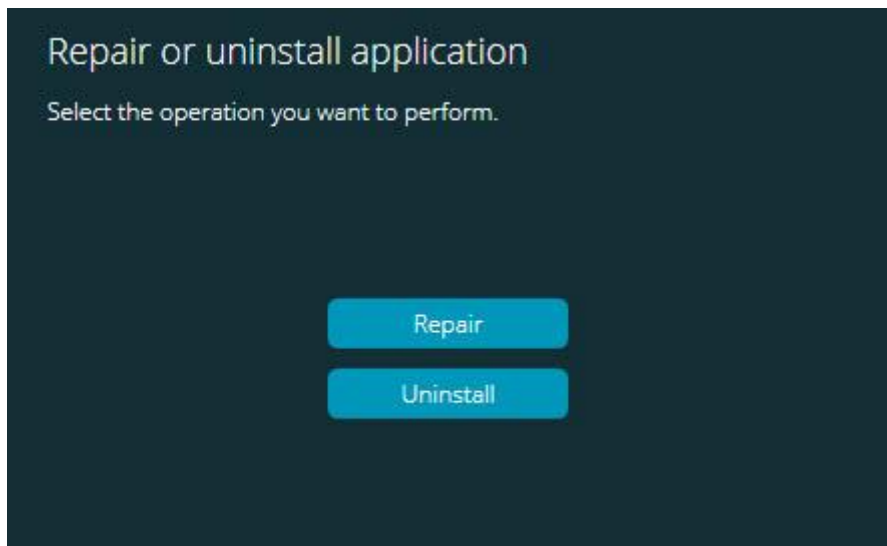 Repair or uninstall application
Select the operation you want to perform.
Repair
Uninstall